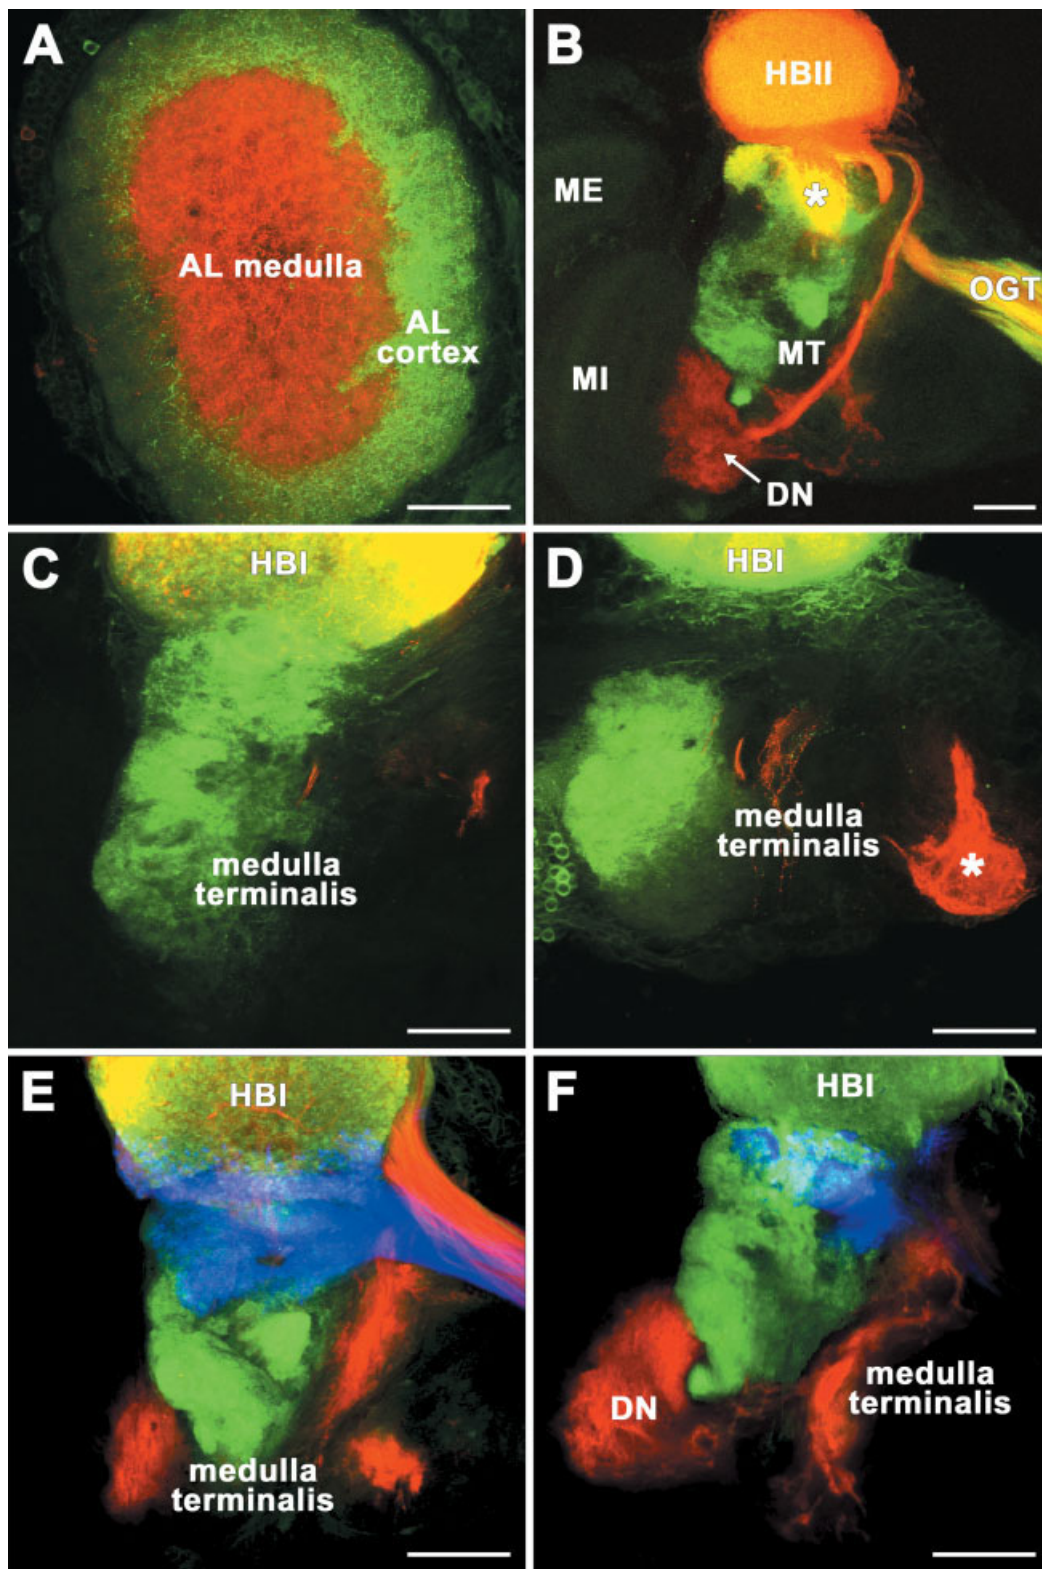 A
AL medulla
AL
cortex
B
HBII
ME
*
OGT
MT
MI
DN
C
HBI
medulla
terminalis
D
HBI
medulla
terminalis
*
E
HBI
medulla
terminalis
F
HBI
DN
medulla
terminalis